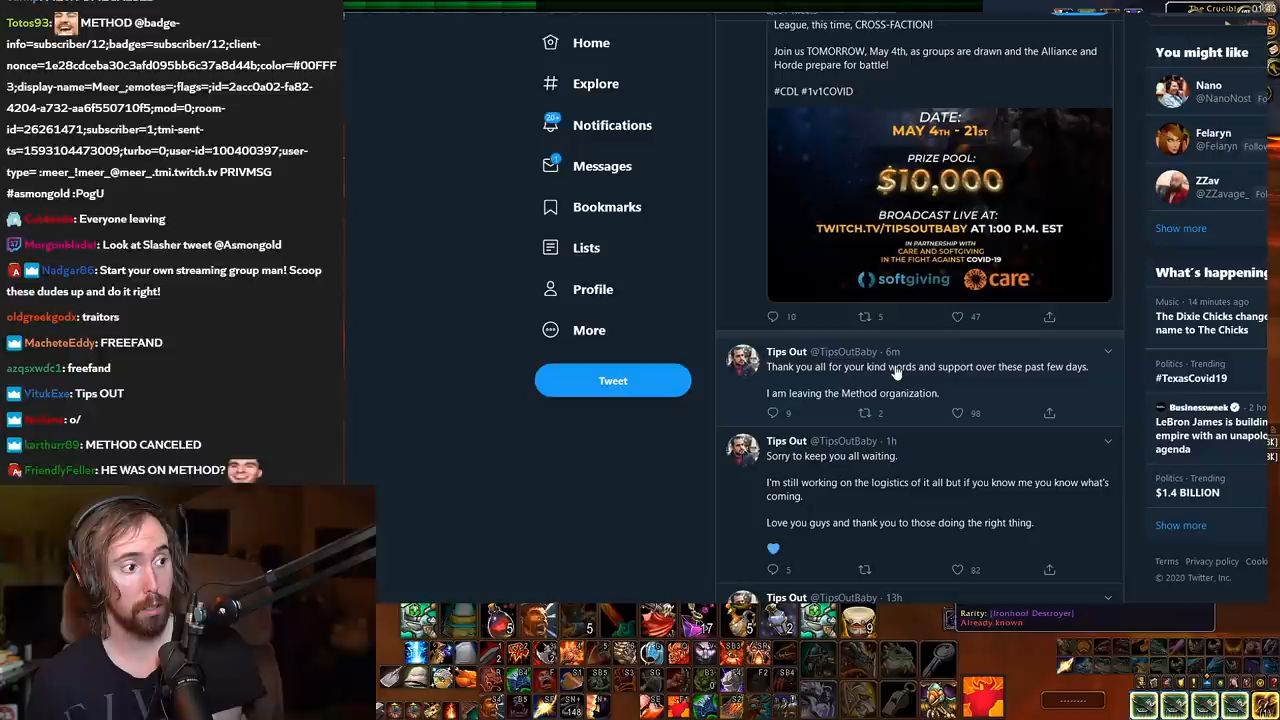 Totos93: METHOD @badge-
info=subscriber/12;badges=subscriber/12;client-
nonce=1e28cdceba30c3afd095bb6c37a8d44b;color=#00FFF
3;display-name=Meer_;emotes=;flags=;id=2acc0a02-fa82-
4204-a732-aa6f550710f5;mod=0;room-
id=26261471;subscriber=1;tmi-sent-
ts=1593104473009;turbo=0;user-id=100400397;user-
type= :meer_!meer_@meer_.tmi.twitch.tv PRIVMSG
#asmongold :PogU
: Everyone leaving
: Look at Slasher tweet @Asmongold
Nadgar86: Start your own streaming group man! Scoop
these dudes up and do it right!
oldgreekgodx: traitors
MacheteEddy: FREEFAND
azqsxwdc1: freefand
VitukExe: Tips OUT
: o/
karthurr89: METHOD CANCELED
FriendlyFeller: HE WAS ON METHOD?
Home
Explore
20+
Notifications
1
Messages
Bookmarks
Lists
Profile
More
Tweet
League, this time, CROSS-FACTION!
Join us TOMORROW, May 4th, as groups are drawn and the Alliance and
Horde prepare for battle!
#CDL #1v1COVID
DATE:
MAY 4TH - 21ST
PRIZE POOL:
$10,000
BROADCAST LIVE AT:
TWITCH.TV/TIPSOUTBABY AT 1:00 P.M. EST
IN PARTNERSHIP WITH
CARE AND SOFTGIVING
IN THE FIGHT AGAINST COVID-19
softgiving care
10 5 47
Tips Out @TipsOutBaby · 6m
Thank you all for your kind words and support over these past few days.
I am leaving the Method organization.
9 2 98
Tips Out @TipsOutBaby · 1h
Sorry to keep you all waiting.
I'm still working on the logistics of it all but if you know me you know what's
coming.
Love you guys and thank you to those doing the right thing.
5 82
Tips Out @TipsOutBaby · 13h
The Crucible
You might like
Nano
@NanoNost Fo
Felaryn
@Felaryn Follow
ZZav
@ZZavage_ Fol
Show more
What's happening
Music · 14 minutes ago
The Dixie Chicks change
name to The Chicks
Politics · Trending
#TexasCovid19
Businessweek · 2 ho
LeBron James is building
empire with an unapolo
agenda
Politics · Trending
$1.4 BILLION
Show more
Terms Privacy policy Cook
© 2020 Twitter, Inc.
Rarity: [Ironhoof Destroyer]
Already known